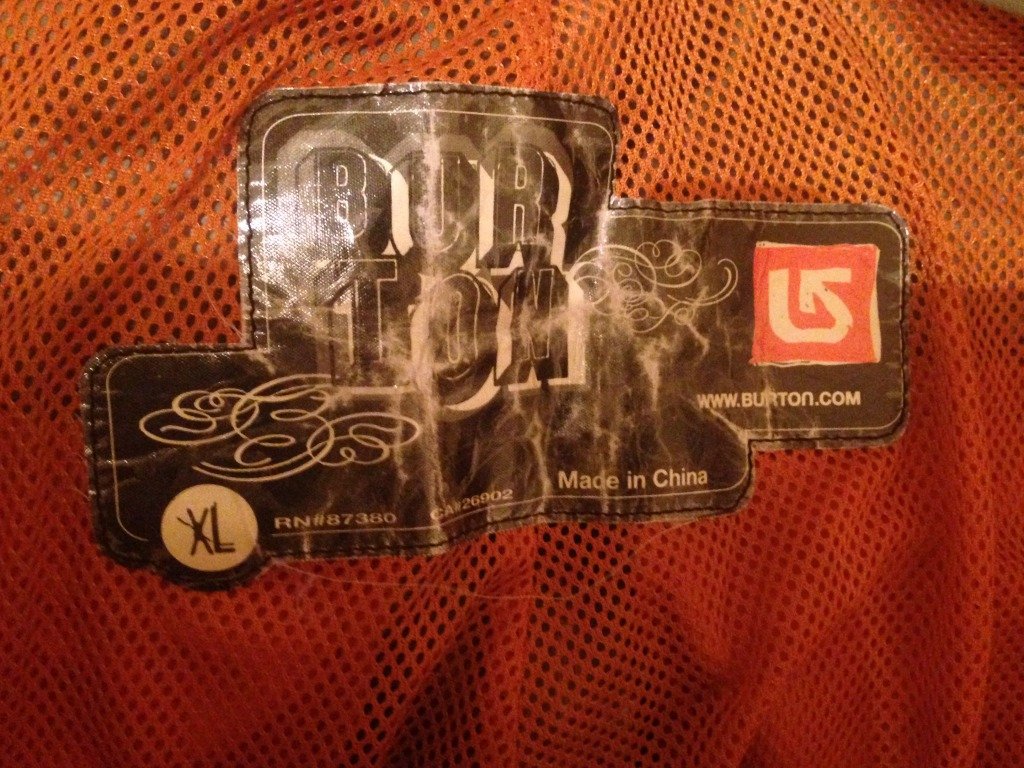 BUR
TON
WWW.BURTON.COM
Made in China
XL
RN#87380 CA#26902